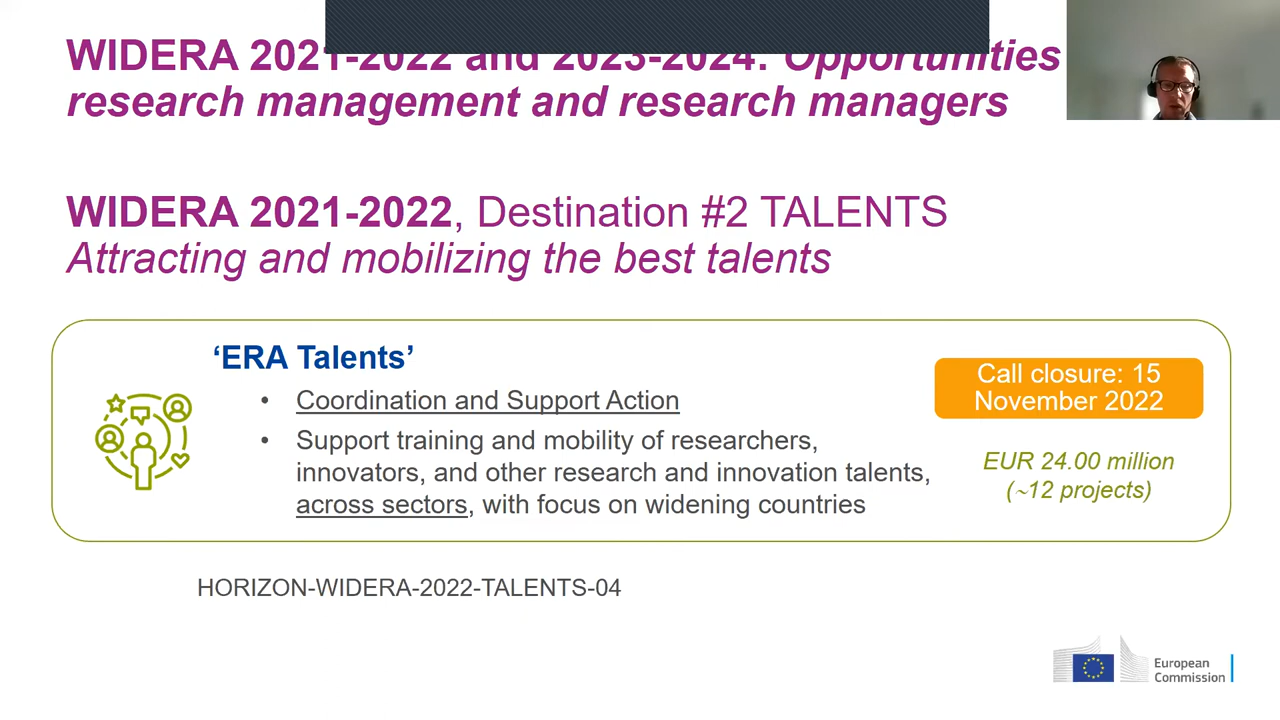 WIDERA 2021-2022 and 2023-2024: Opportunities
research management and research managers
WIDERA 2021-2022, Destination #2 TALENTS
Attracting and mobilizing the best talents
‘ERA Talents’
• Coordination and Support Action
• Support training and mobility of researchers,
innovators, and other research and innovation talents,
across sectors, with focus on widening countries
Call closure: 15
November 2022
EUR 24.00 million
(~12 projects)
HORIZON-WIDERA-2022-TALENTS-04
European
Commission